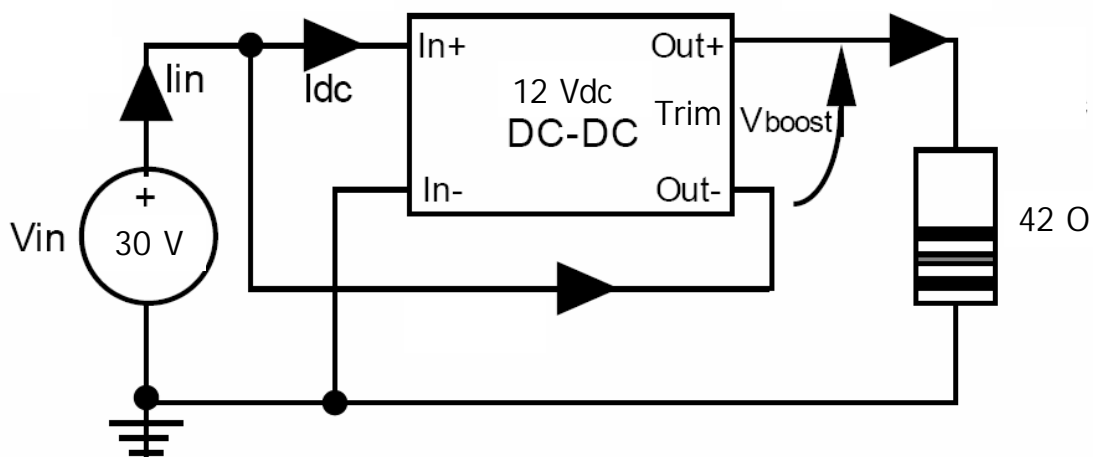 Iin
Idc
In+
Out+
12 Vdc
DC-DC
Trim
Vboost
In-
Out-
Vin
+
30 V
42 O